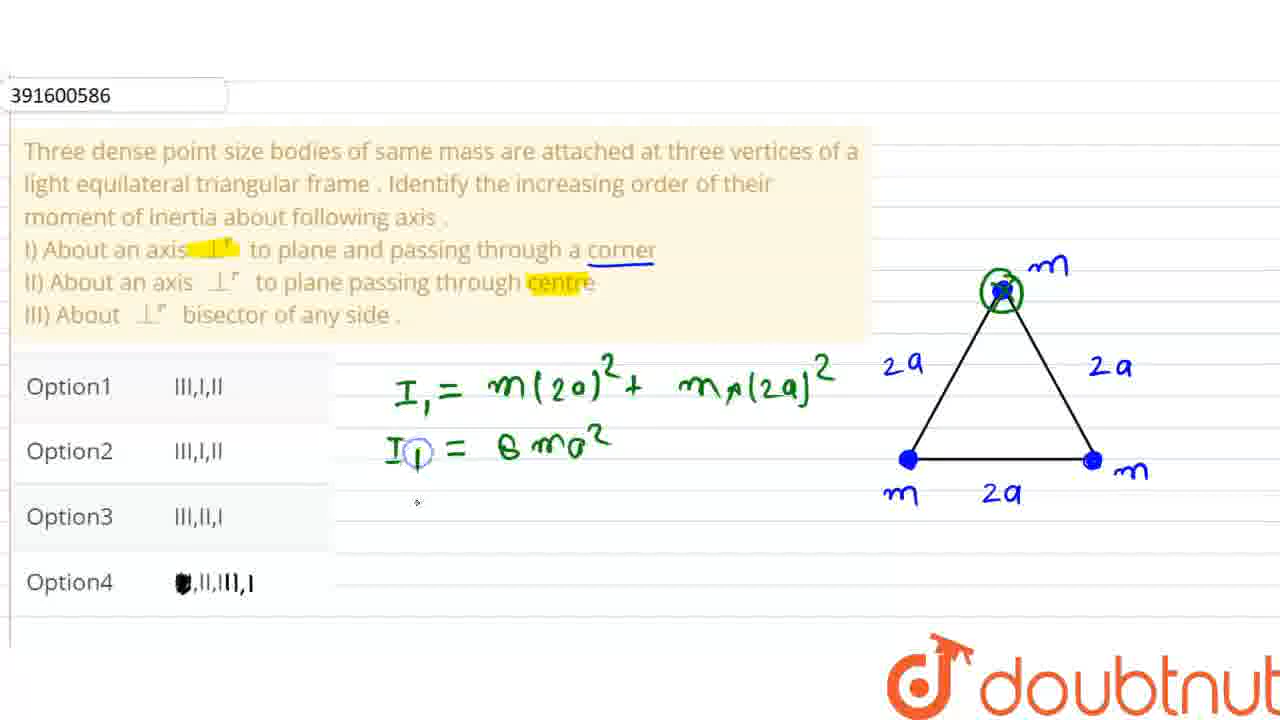 391600586
Three dense point size bodies of same mass are attached at three vertices of a
light equilateral triangular frame . Identify the increasing order of their
moment of inertia about following axis .
I) About an axis ⊥ʳ to plane and passing through a corner
II) About an axis ⊥ʳ to plane passing through centre
III) About ⊥ʳ bisector of any side .
Option1 III,I,II
Option2 III,I,II
Option3 III,II,I
Option4 ,II,III,I
I₁ = m(2a)² + m×(2a)²
I₁ = 8ma²
m
2a 2a
m 2a m
doubtnut